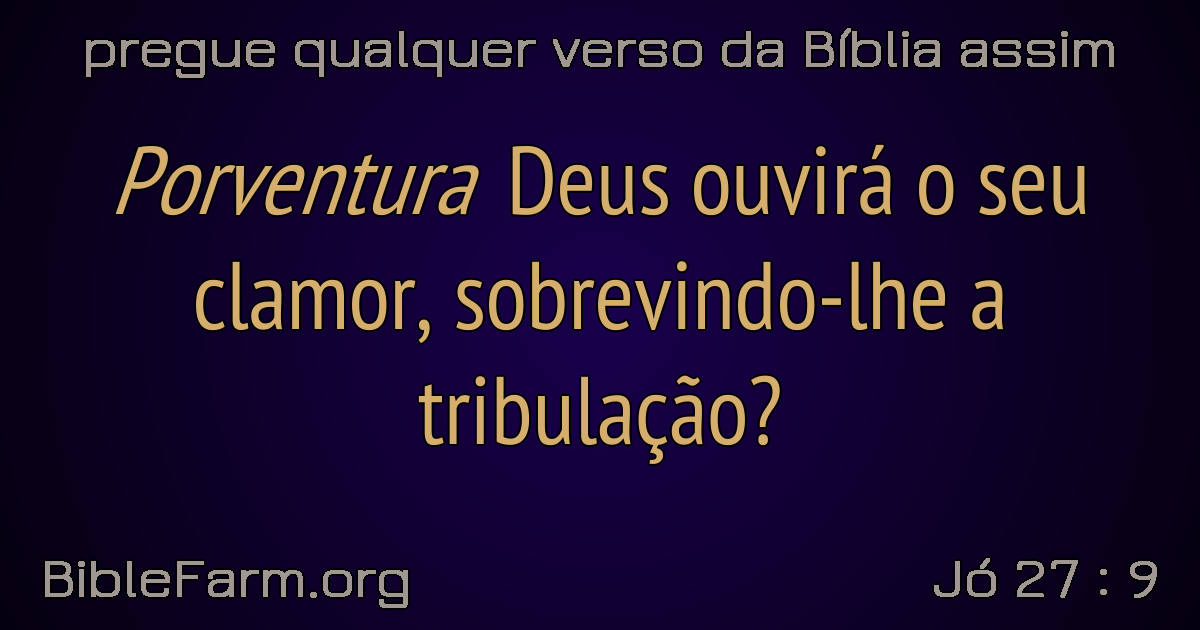 pregue qualquer verso da Bíblia assim
Porventura Deus ouvirá o seu
clamor, sobrevindo-lhe a
tribulação?
BibleFarm.org
Jó 27 : 9